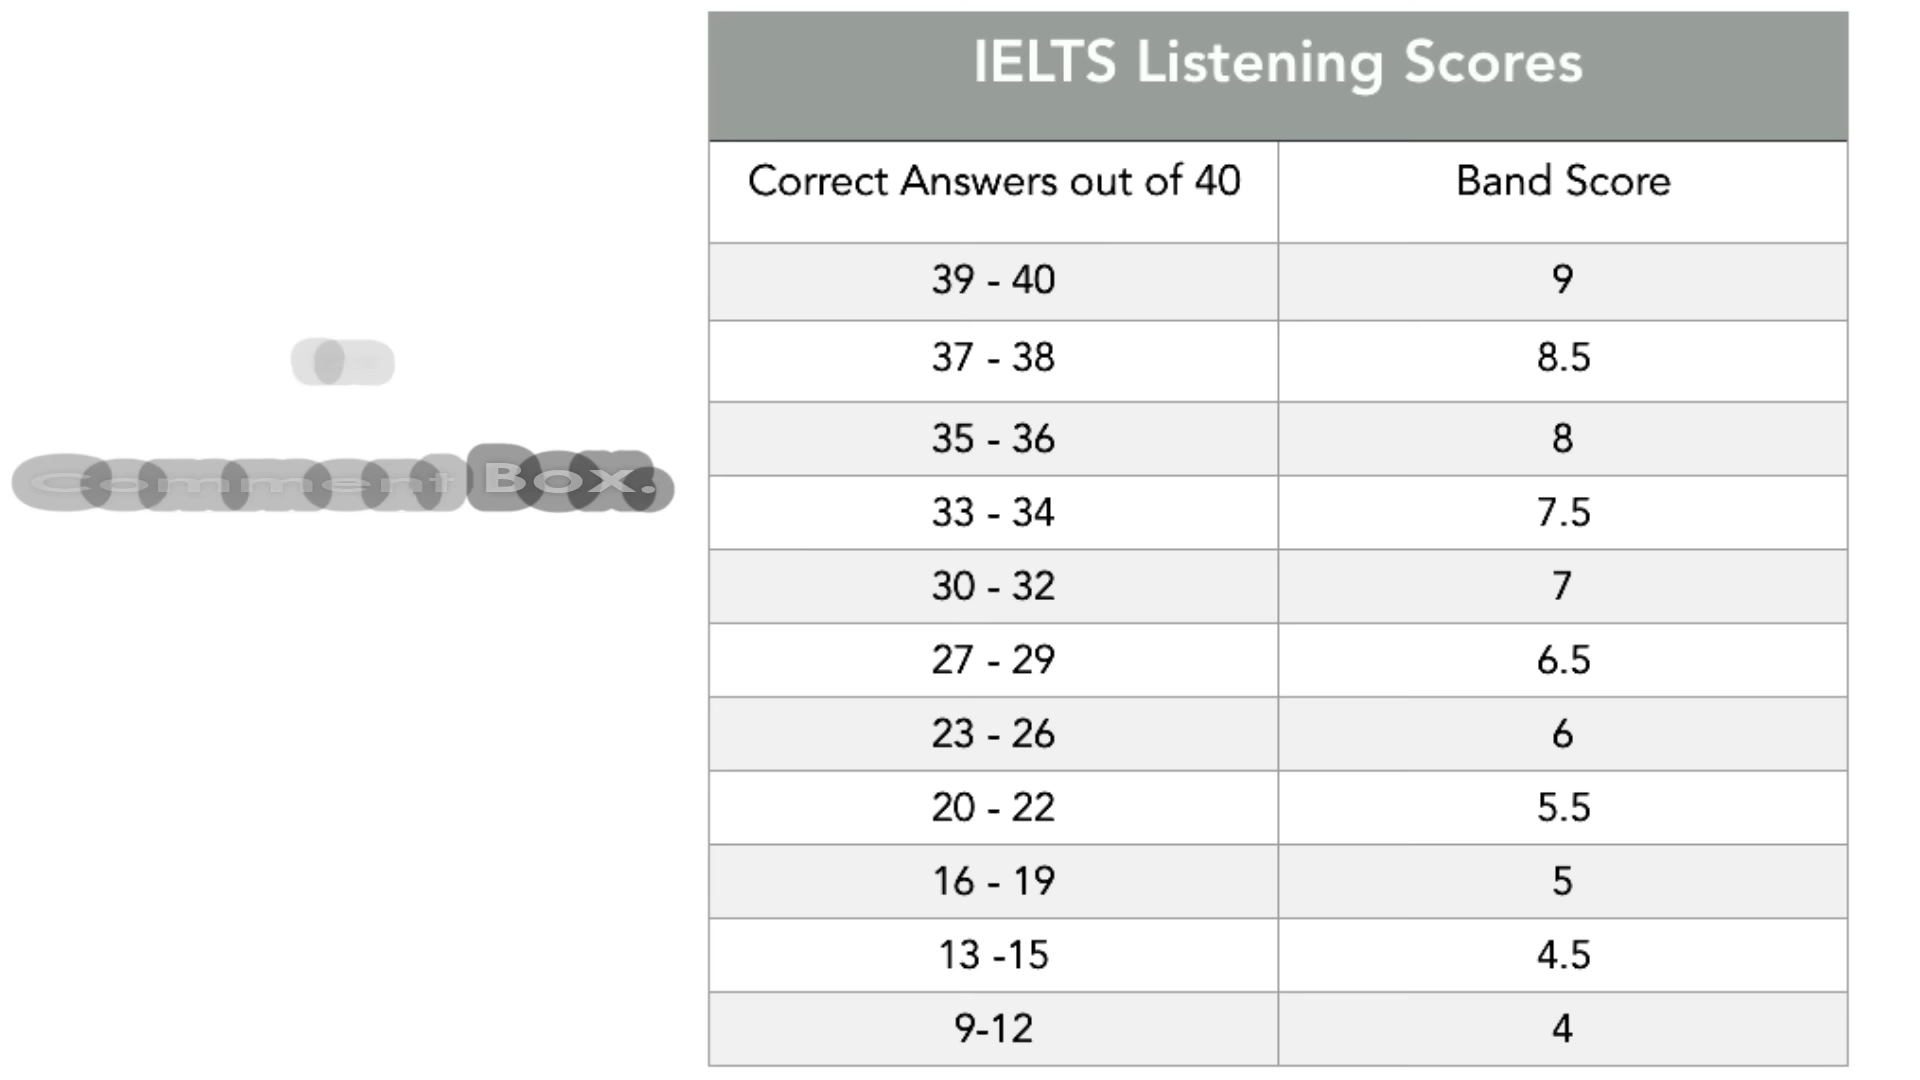 Comment Box.
IELTS Listening Scores
Correct Answers out of 40 Band Score
39 - 40 9
37 - 38 8.5
35 - 36 8
33 - 34 7.5
30 - 32 7
27 - 29 6.5
23 - 26 6
20 - 22 5.5
16 - 19 5
13 -15 4.5
9-12 4